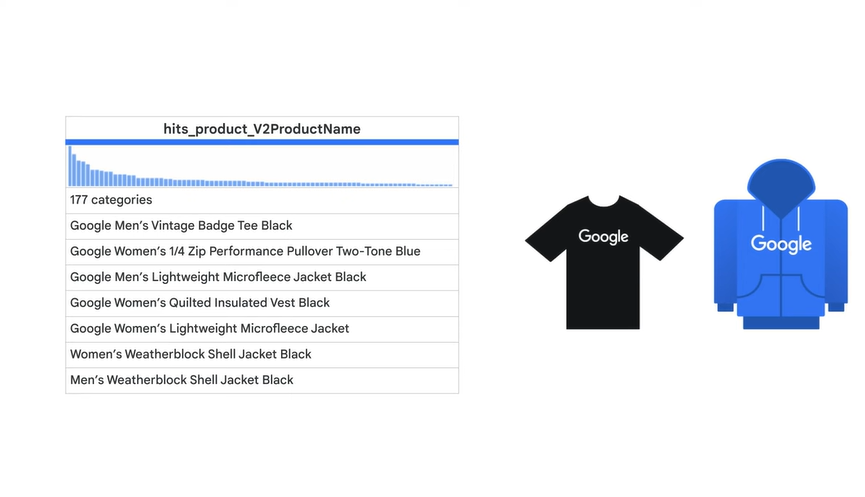 hits_product_V2ProductName
177 categories
Google Men's Vintage Badge Tee Black
Google Women's 1/4 Zip Performance Pullover Two-Tone Blue
Google Men's Lightweight Microfleece Jacket Black
Google Women's Quilted Insulated Vest Black
Google Women's Lightweight Microfleece Jacket
Women's Weatherblock Shell Jacket Black
Men's Weatherblock Shell Jacket Black
Google
Google